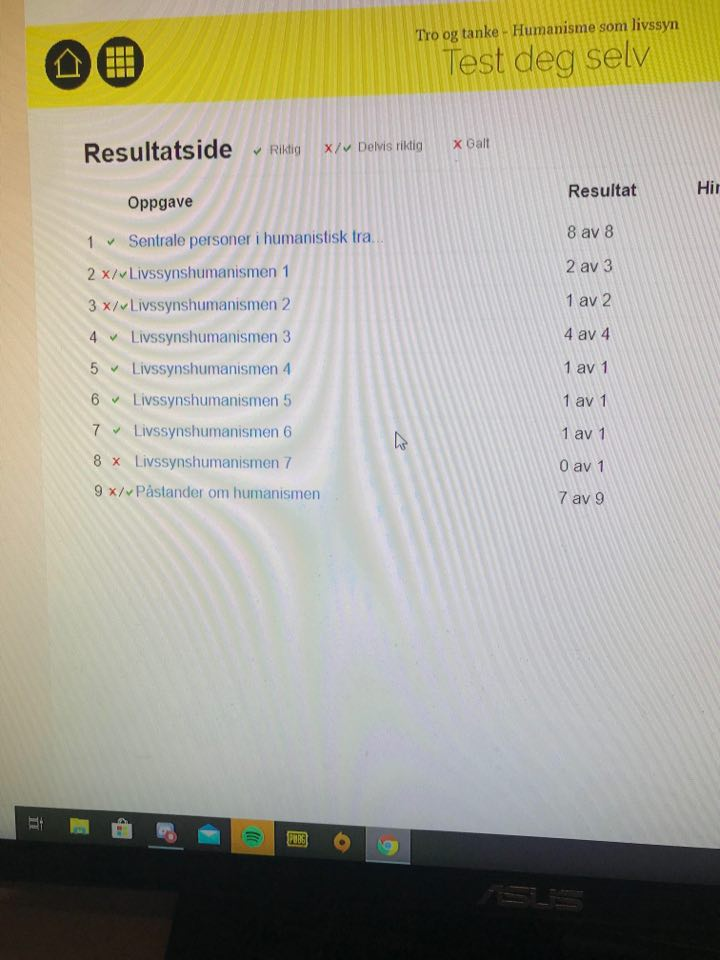 Tro og tanke - Humanisme som livssyn
Test deg selv
Resultatside ✓ Riktig x/✓ Delvis riktig x Galt
Oppgave Resultat
1 ✓ Sentrale personer i humanistisk tra... 8 av 8
2 x/✓ Livssynshumanismen 1 2 av 3
3 x/✓ Livssynshumanismen 2 1 av 2
4 ✓ Livssynshumanismen 3 4 av 4
5 ✓ Livssynshumanismen 4 1 av 1
6 ✓ Livssynshumanismen 5 1 av 1
7 ✓ Livssynshumanismen 6 1 av 1
8 x Livssynshumanismen 7 0 av 1
9 x/✓ Påstander om humanismen 7 av 9
PUBG
ASUS